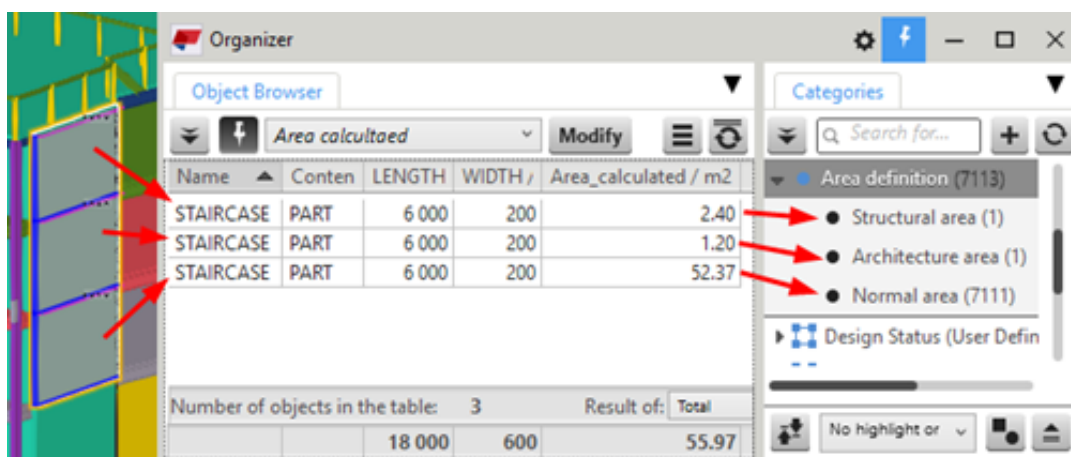 Organizer
Object Browser
Area calcultaed
Modify
Name Conten LENGTH WIDTH / Area_calculated / m2
STAIRCASE PART 6 000 200 2.40
STAIRCASE PART 6 000 200 1.20
STAIRCASE PART 6 000 200 52.37
Number of objects in the table: 3 Result of: Total
18 000 600 55.97
Categories
Search for...
Area definition (7113)
Structural area (1)
Architecture area (1)
Normal area (7111)
Design Status (User Defin
No highlight or